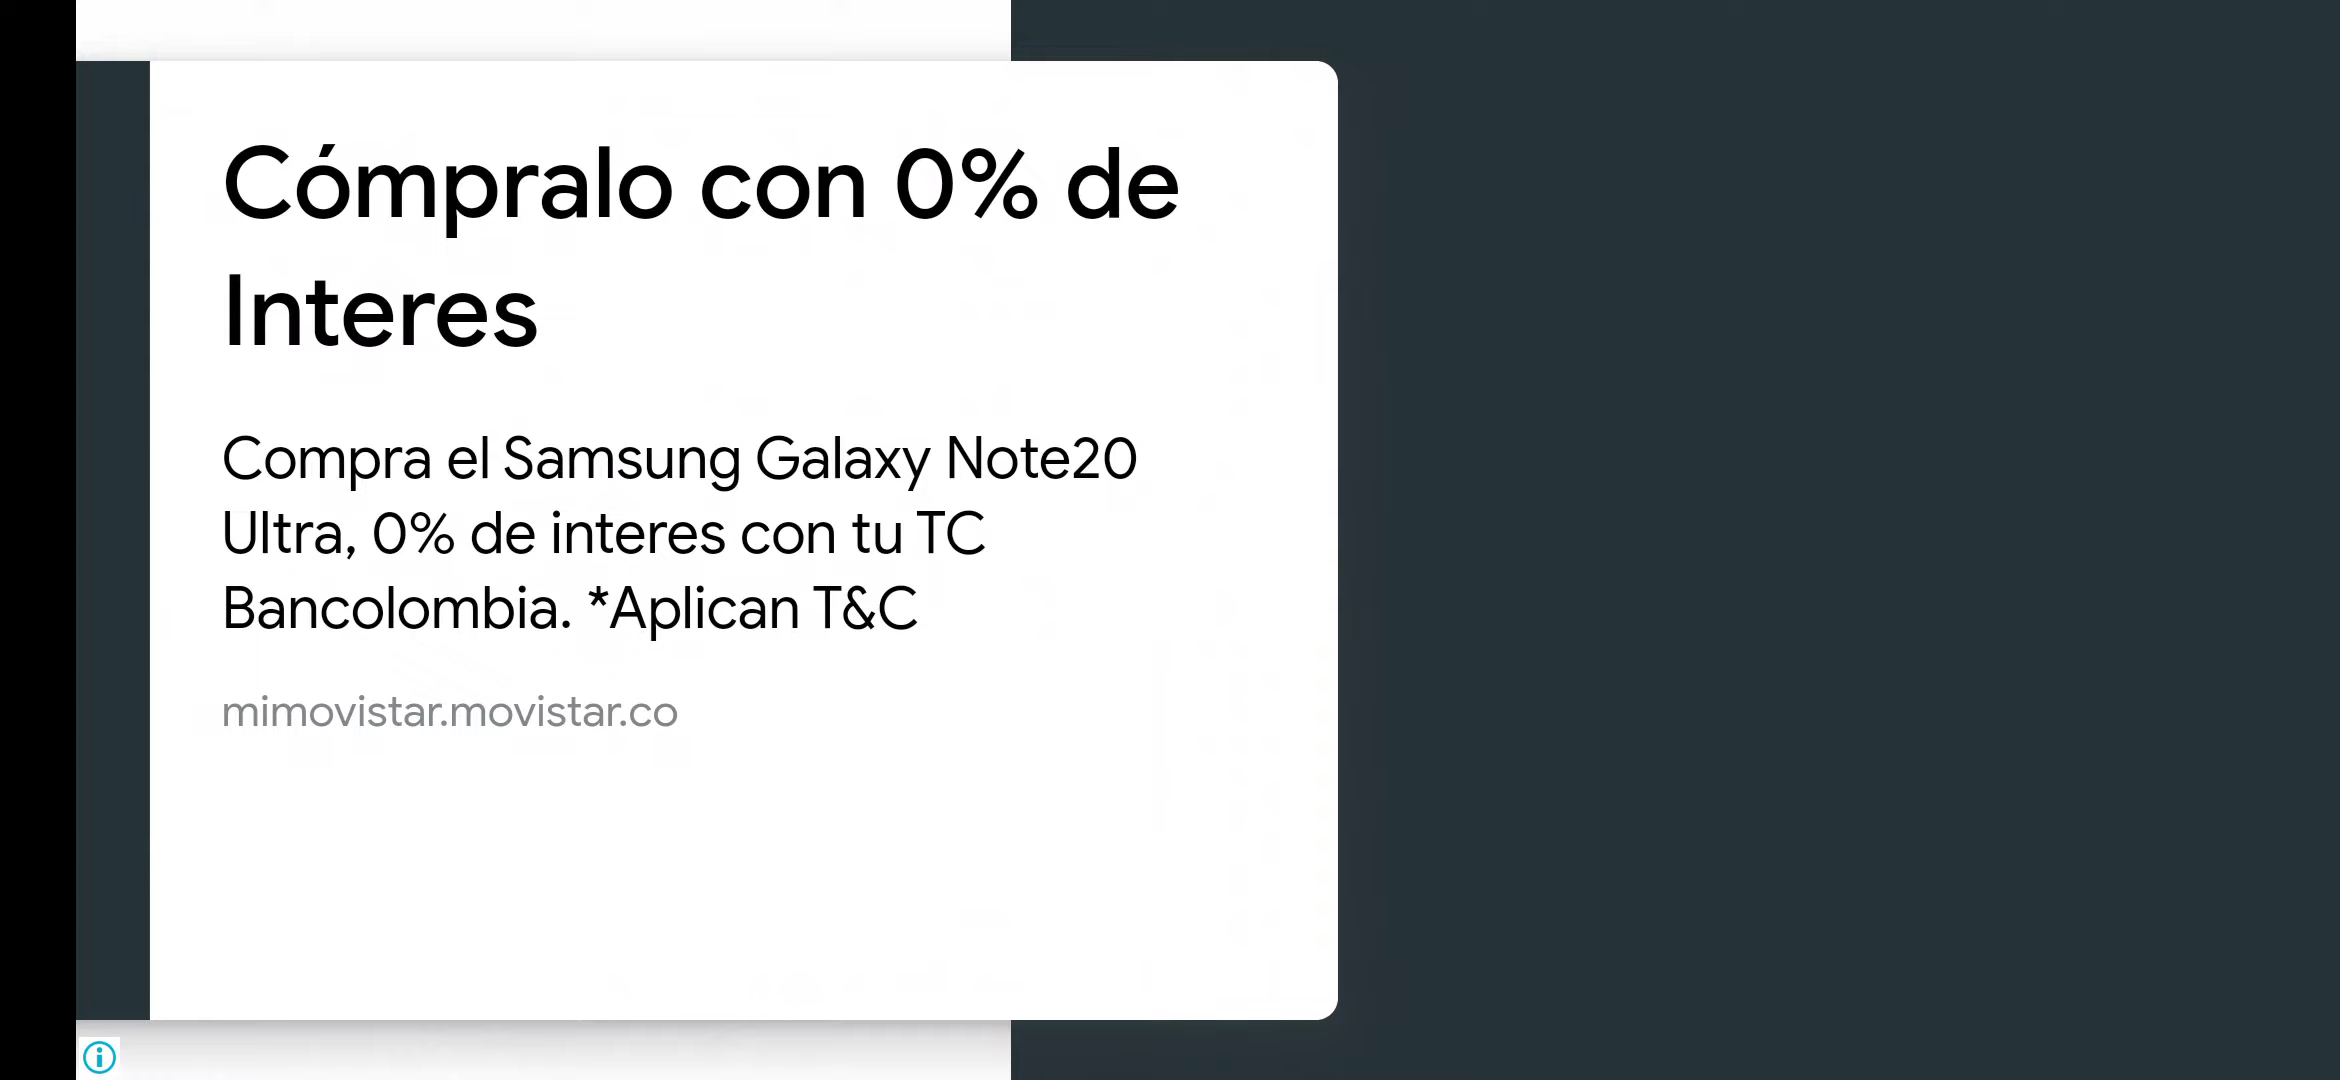 Cómpralo con 0% de
Interes
Compra el Samsung Galaxy Note20
Ultra, 0% de interes con tu TC
Bancolombia. *Aplican T&C
mimovistar.movistar.co